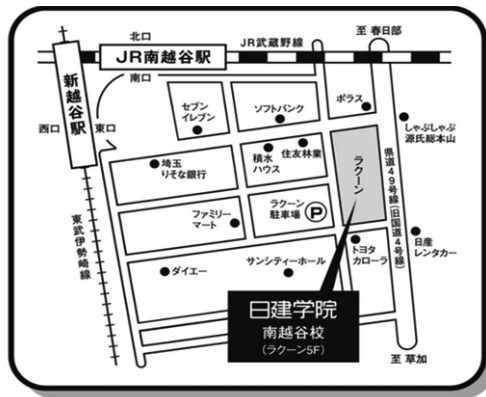 北口
JR武蔵野線
至 春日部
JR南越谷駅
南口
新越谷駅
西口
東口
セブン
イレブン
ソフトバンク
ポラス
しゃぶしゃぶ
源氏総本山
埼玉
りそな銀行
積水
ハウス
住友林業
ラクーン
県道49号線(旧国道4号線)
東武伊勢崎線
ファミリー
マート
ラクーン
駐車場
P
日産
レンタカー
トヨタ
カローラ
ダイエー
サンシティーホール
日建学院
南越谷校
(ラクーン5F)
至 草加